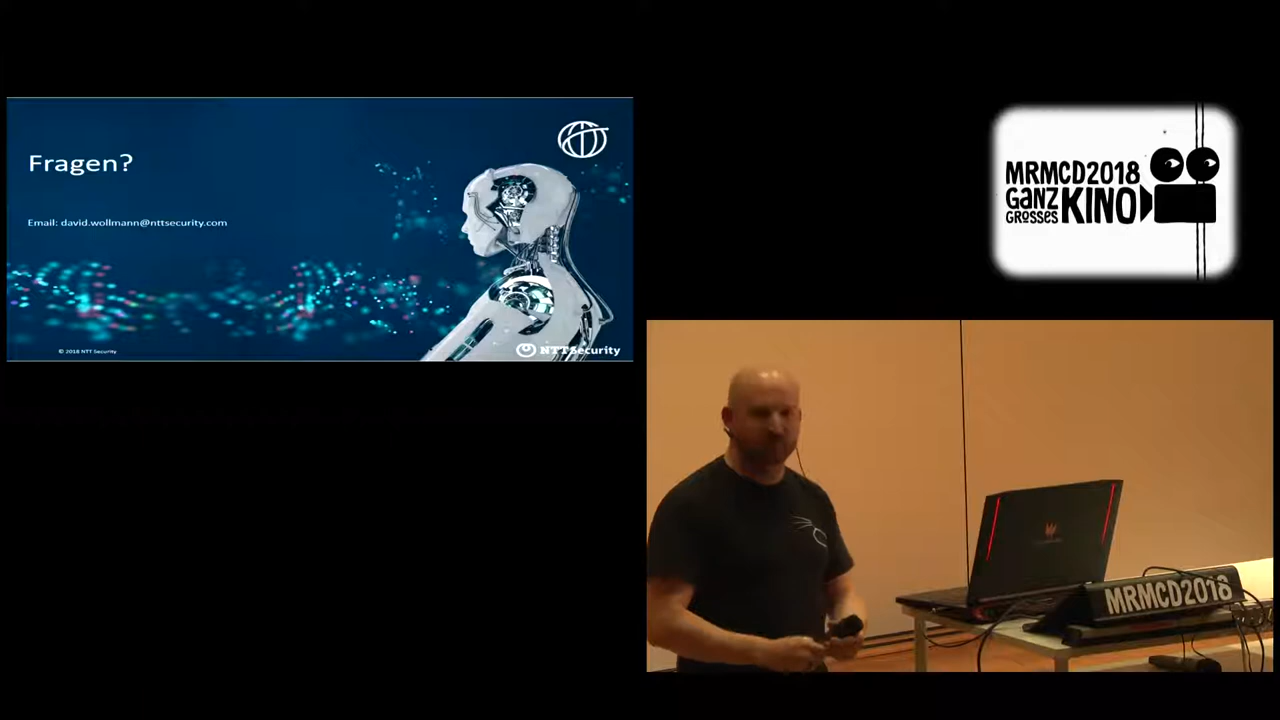 Fragen?
Email: david.wollmann@nttsecurity.com
© 2018 NTT Security
NTTSecurity
MRMCD2018
GANZ
GROSSES
KINO
MRMCD2018